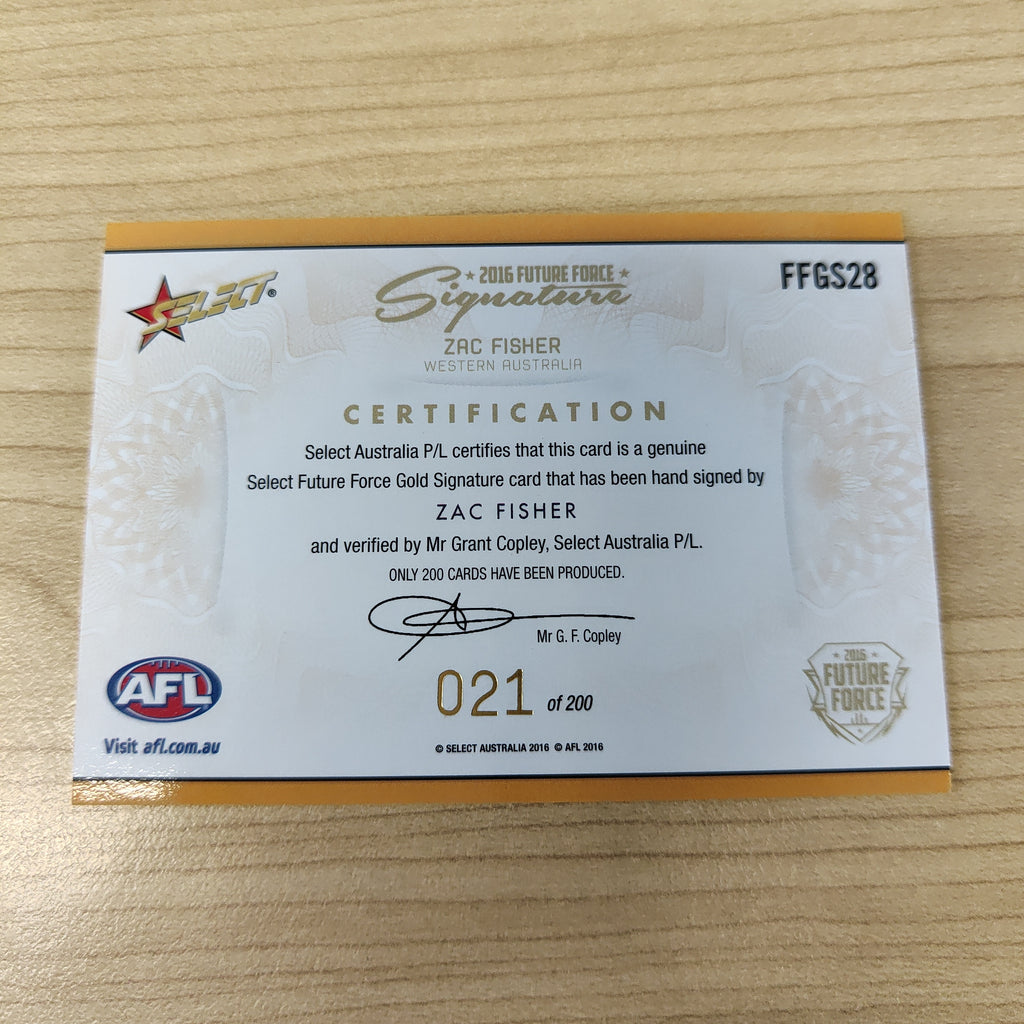 SELECT®
★ 2016 FUTURE FORCE ★
Signature
FFGS28
ZAC FISHER
WESTERN AUSTRALIA
CERTIFICATION
Select Australia P/L certifies that this card is a genuine
Select Future Force Gold Signature card that has been hand signed by
ZAC FISHER
and verified by Mr Grant Copley, Select Australia P/L.
ONLY 200 CARDS HAVE BEEN PRODUCED.
Mr G. F. Copley
021 of 200
AFL
Visit afl.com.au
★ 2016 ★
FUTURE
FORCE
© SELECT AUSTRALIA 2016 © AFL 2016